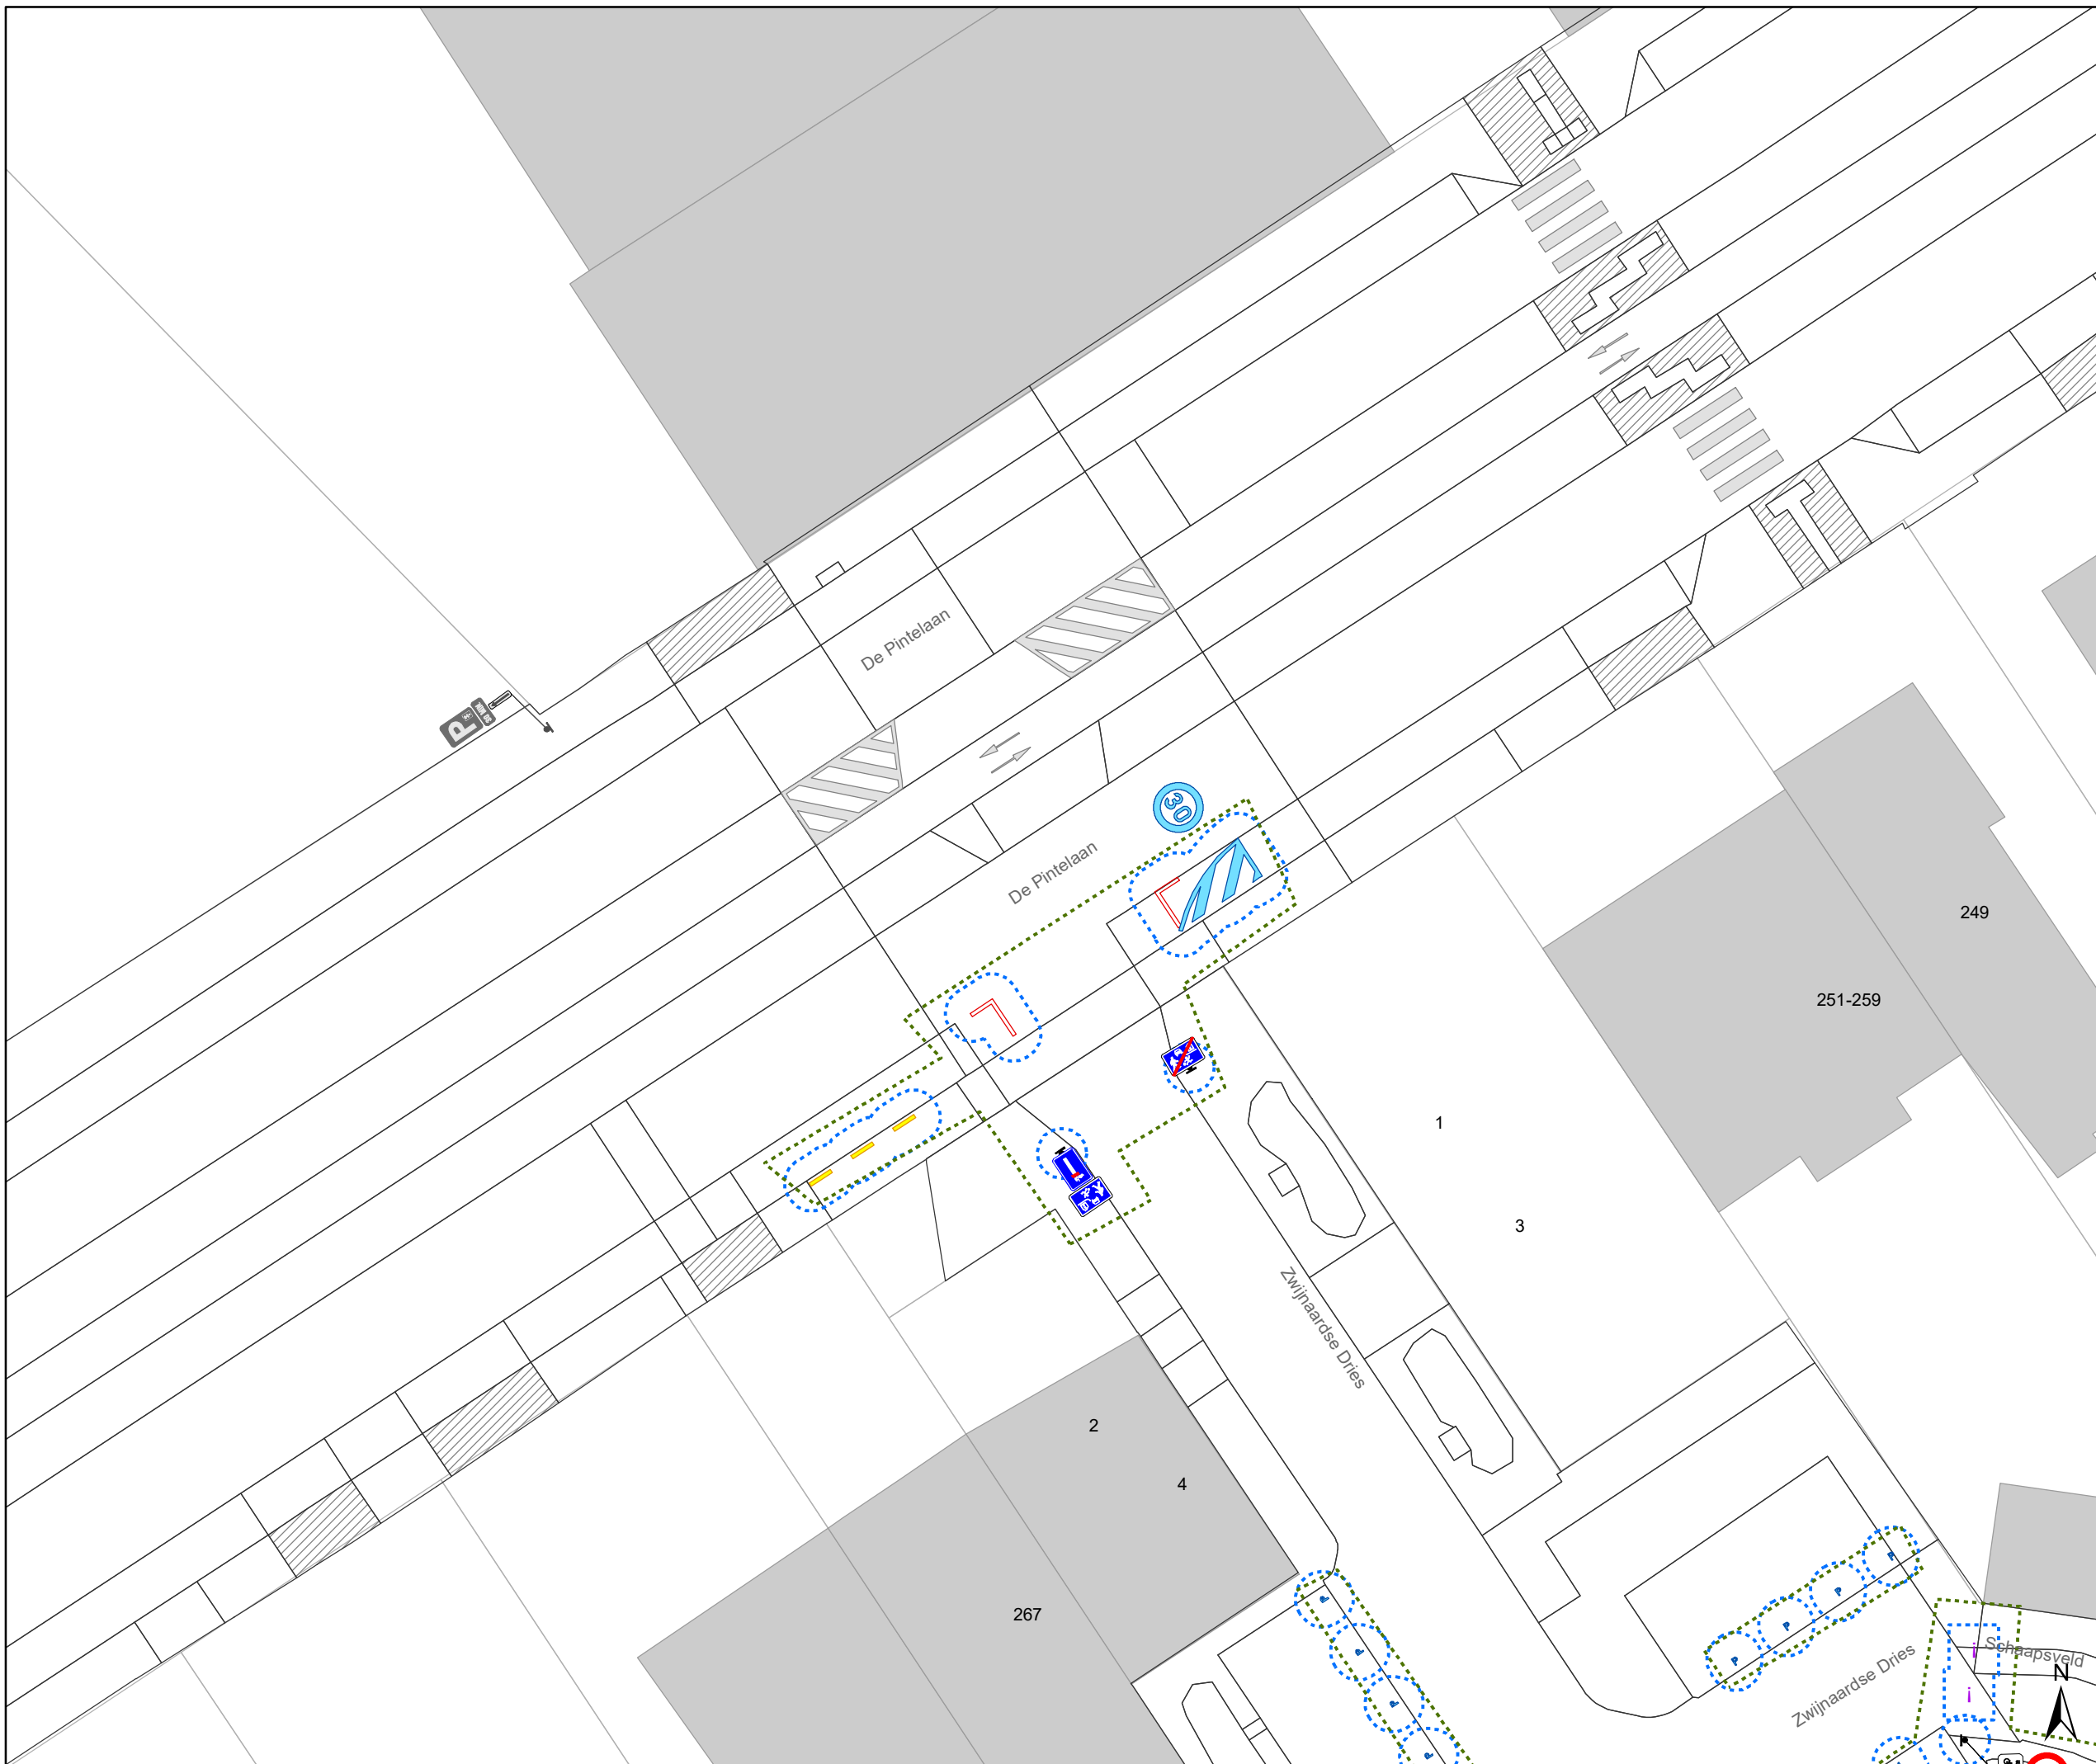 De Pintelaan
P
30
De Pintelaan
249
251-259
1
3
Zwijnaardse Dries
2
4
267
P
P
P
P
P
P
P
P
Schaapsveld
Zwijnaardse Dries
N